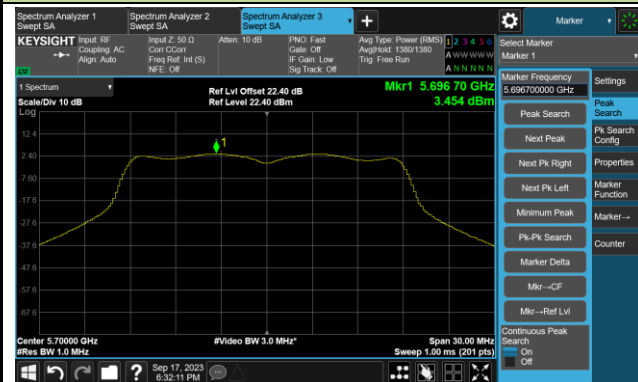 Spectrum Analyzer 1
Swept SA
Spectrum Analyzer 2
Swept SA
Spectrum Analyzer 3
Swept SA
Marker
KEYSIGHT
Input: RF
Coupling: AC
Align: Auto
Input Z: 50 Ω
Corr CCorr
Freq Ref: Int (S)
NFE: Off
Atten: 10 dB
PNO: Fast
Gate: Off
IF Gain: Low
Sig Track: Off
Avg Type: Power (RMS)
Avg|Hold: 1380/1380
Trig: Free Run
1 2 3 4 5 6
A W W W W W
A N N N N N
LXI
Select Marker
Marker 1
1 Spectrum
Scale/Div 10 dB
Log
Ref Lvl Offset 22.40 dB
Ref Level 22.40 dBm
Mkr1 5.696 70 GHz
3.454 dBm
12.4
2.40
-7.60
-17.6
-27.6
-37.6
-47.6
-57.6
-67.6
1
Center 5.70000 GHz
#Res BW 1.0 MHz
#Video BW 3.0 MHz*
Span 30.00 MHz
Sweep 1.00 ms (201 pts)
Marker Frequency
5.696700000 GHz
Peak Search
Next Peak
Next Pk Right
Next Pk Left
Minimum Peak
Pk-Pk Search
Marker Delta
Mkr→CF
Mkr→Ref Lvl
Continuous Peak
Search
On
Off
Settings
Peak
Search
Pk Search
Config
Properties
Marker
Function
Marker→
Counter
Sep 17, 2023
6:32:11 PM